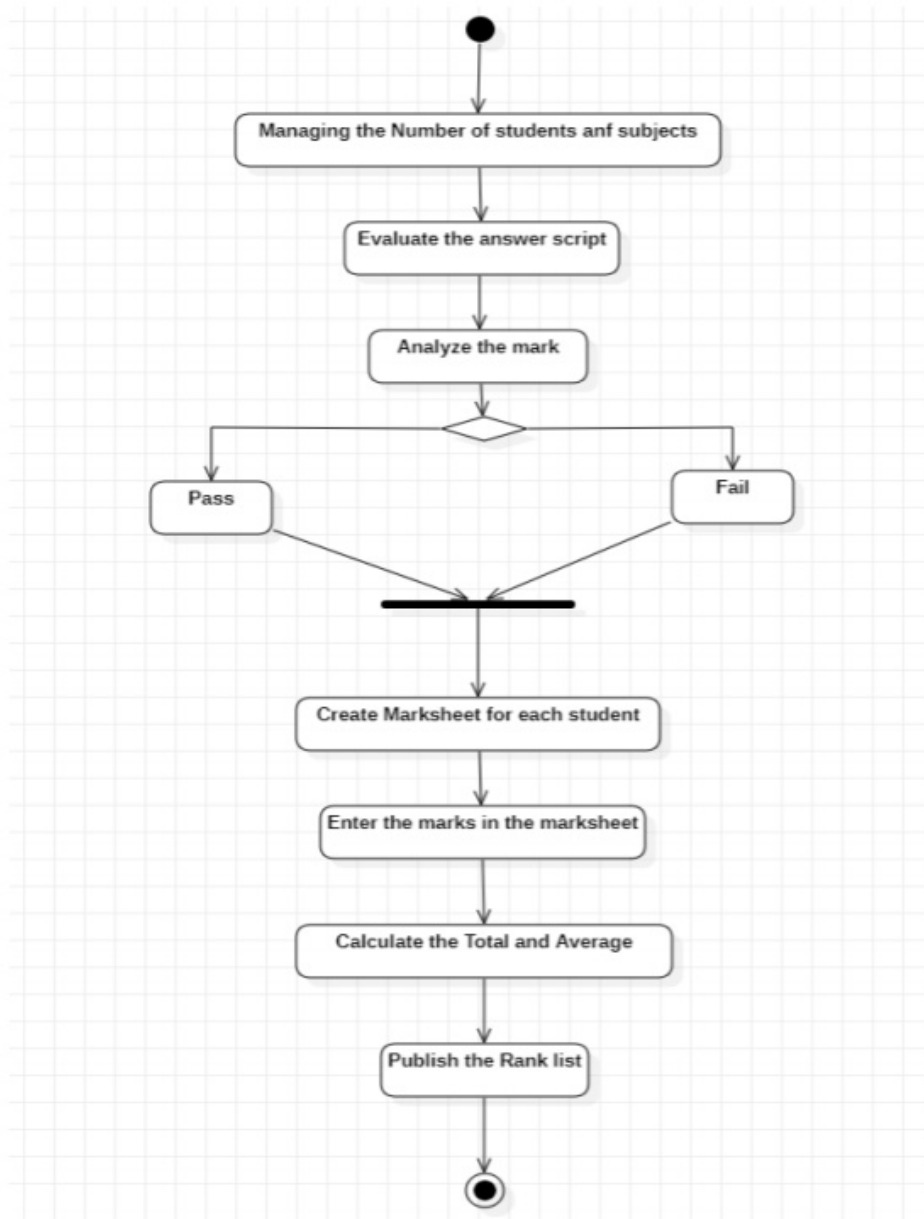 Managing the Number of students anf subjects
Evaluate the answer script
Analyze the mark
Pass
Fail
Create Marksheet for each student
Enter the marks in the marksheet
Calculate the Total and Average
Publish the Rank list